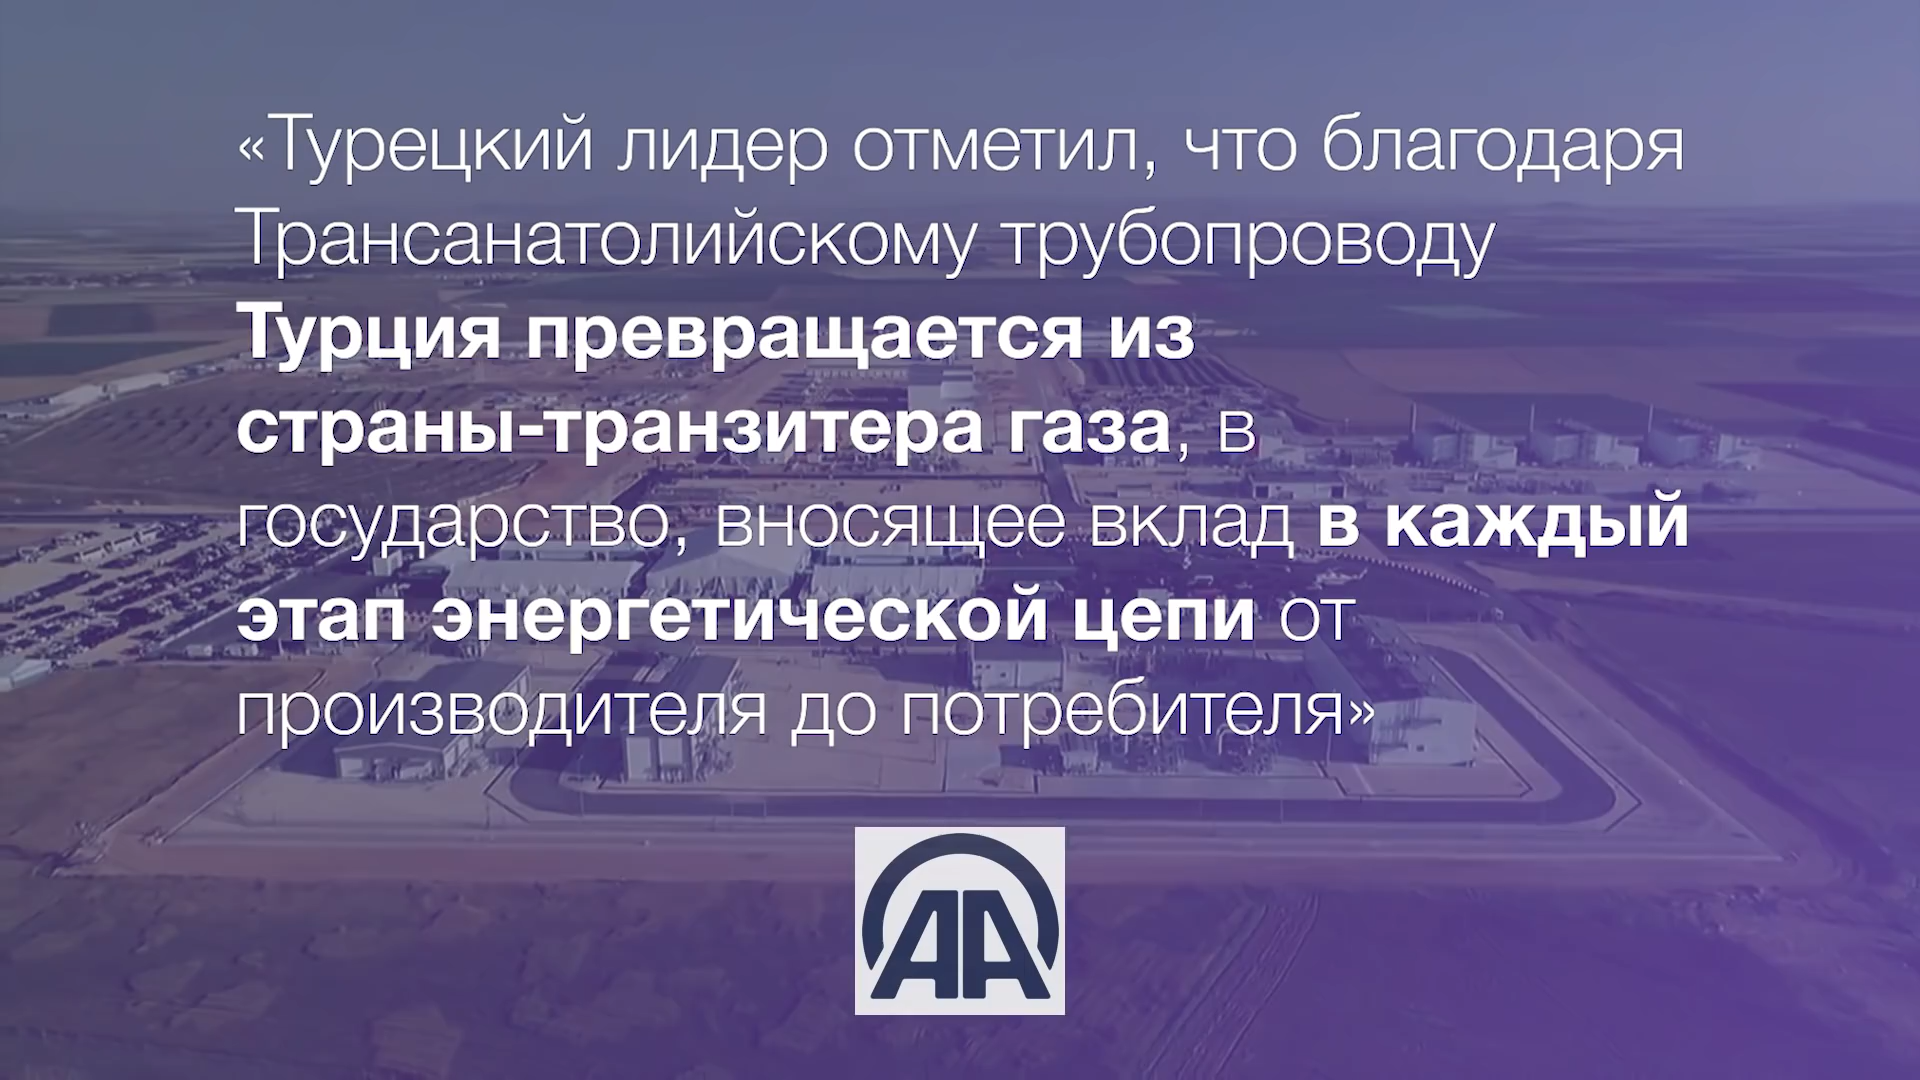 «Турецкий лидер отметил, что благодаря
Трансанатолийскому трубопроводу
Турция превращается из
страны-транзитера газа, в
государство, вносящее вклад в каждый
этап энергетической цепи от
производителя до потребителя»
AA